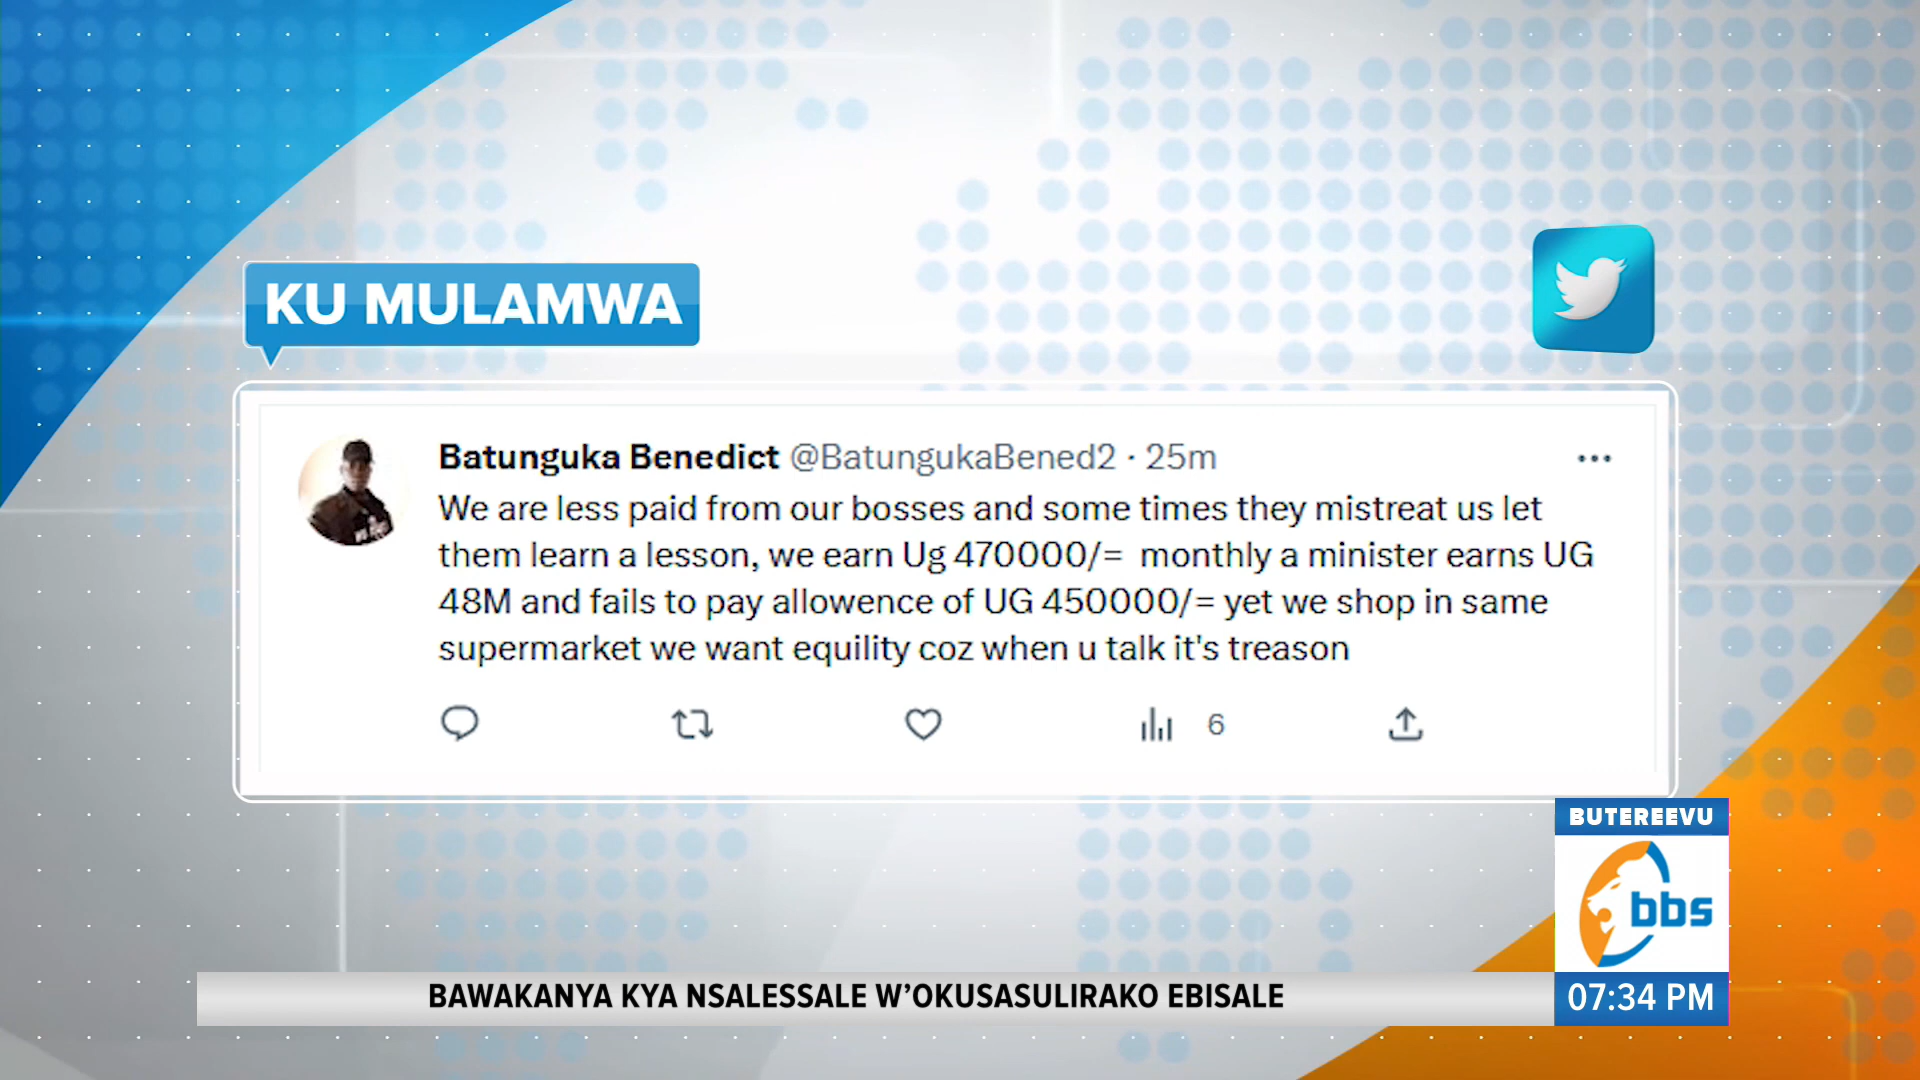 KU MULAMWA
Batunguka Benedict @BatungukaBened2 · 25m
We are less paid from our bosses and some times they mistreat us let
them learn a lesson, we earn Ug 470000/= monthly a minister earns UG
48M and fails to pay allowence of UG 450000/= yet we shop in same
supermarket we want equility coz when u talk it's treason
6
BUTEREEVU
bbs
BAWAKANYA KYA NSALESSALE W'OKUSASULIRAKO EBISALE
07:34 PM